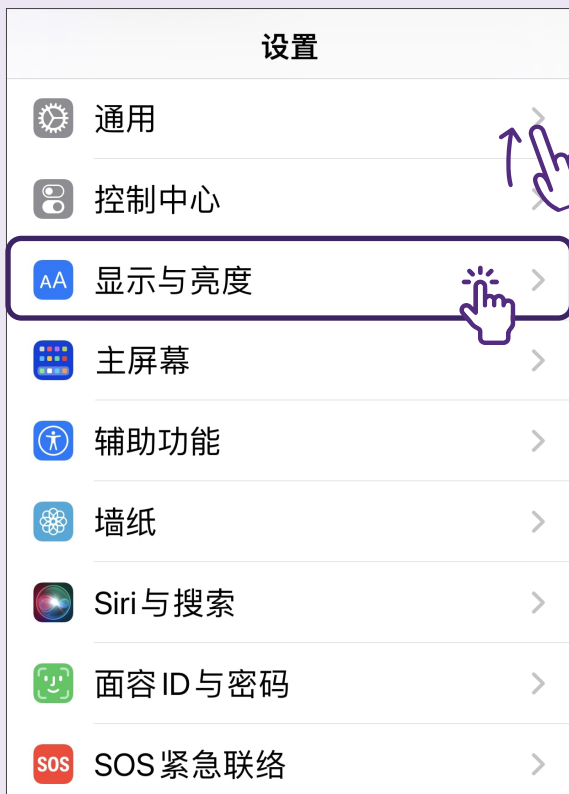 设置
通用
控制中心
AA 显示与亮度
主屏幕
辅助功能
墙纸
Siri与搜索
面容ID与密码
SOS SOS紧急联络